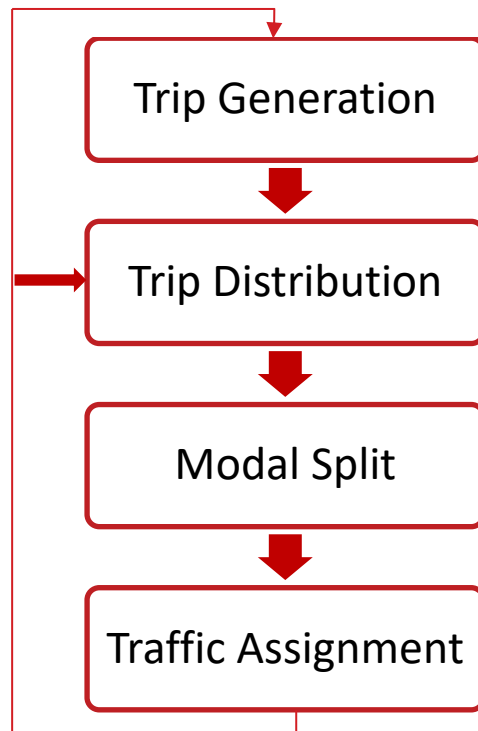 Trip Generation
Trip Distribution
Modal Split
Traffic Assignment